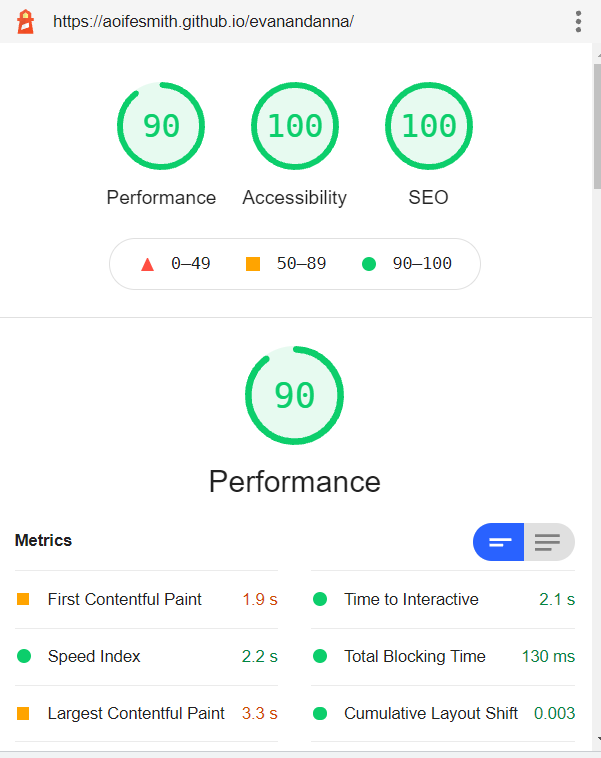 https://aoifesmith.github.io/evanandanna/
90 100 100
Performance Accessibility SEO
0–49 50–89 90–100
90
Performance
Metrics
First Contentful Paint 1.9 s
Time to Interactive 2.1 s
Speed Index 2.2 s
Total Blocking Time 130 ms
Largest Contentful Paint 3.3 s
Cumulative Layout Shift 0.003